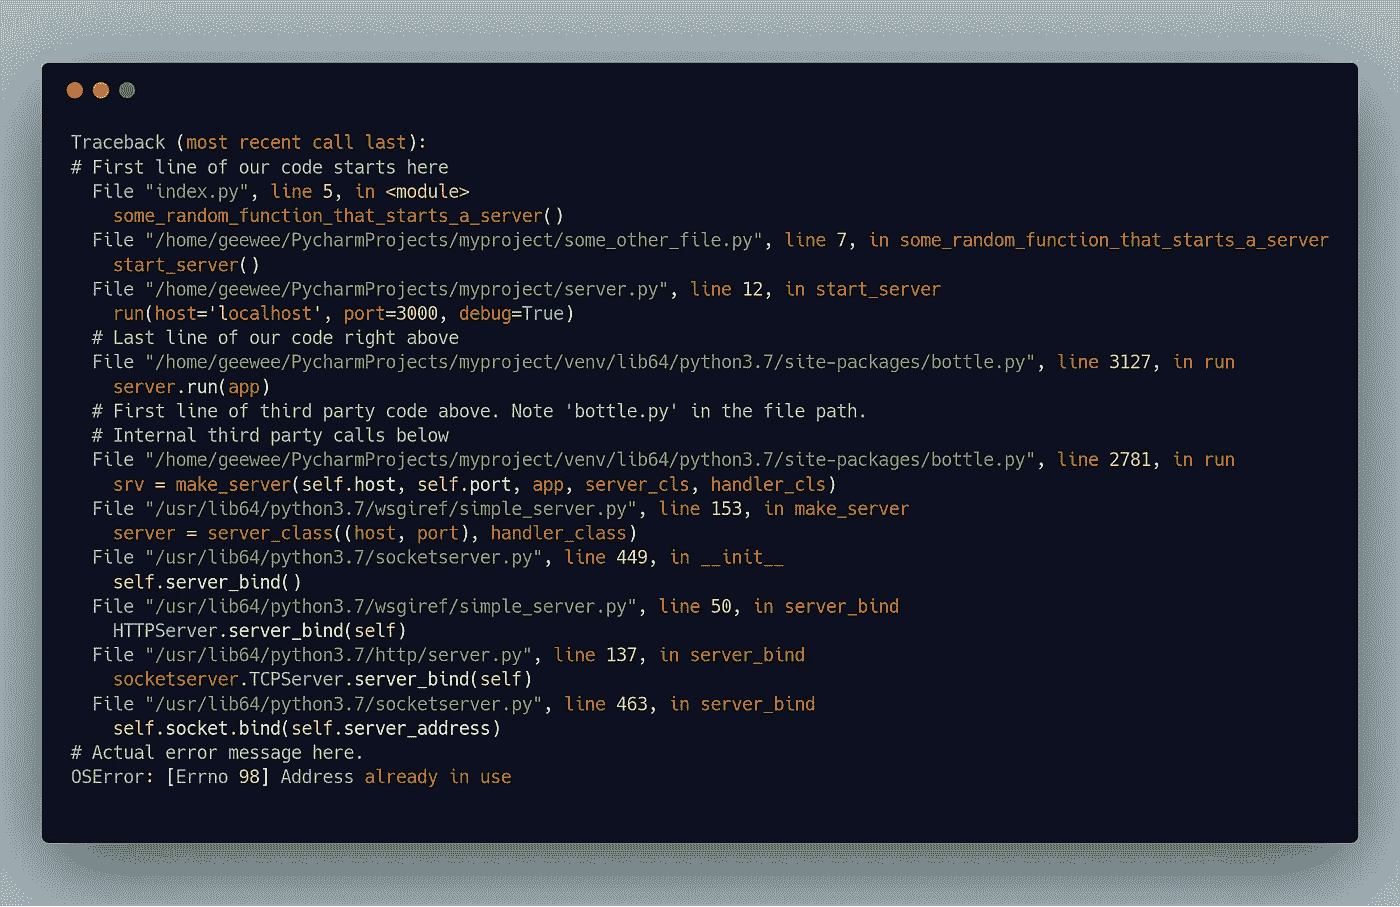 Traceback (most recent call last):
# First line of our code starts here
  File "index.py", line 5, in <module>
    some_random_function_that_starts_a_server()
  File "/home/geewee/PycharmProjects/myproject/some_other_file.py", line 7, in some_random_function_that_starts_a_server
    start_server()
  File "/home/geewee/PycharmProjects/myproject/server.py", line 12, in start_server
    run(host='localhost', port=3000, debug=True)
  # Last line of our code right above
  File "/home/geewee/PycharmProjects/myproject/venv/lib64/python3.7/site-packages/bottle.py", line 3127, in run
    server.run(app)
  # First line of third party code above. Note 'bottle.py' in the file path.
  # Internal third party calls below
  File "/home/geewee/PycharmProjects/myproject/venv/lib64/python3.7/site-packages/bottle.py", line 2781, in run
    srv = make_server(self.host, self.port, app, server_cls, handler_cls)
  File "/usr/lib64/python3.7/wsgiref/simple_server.py", line 153, in make_server
    server = server_class((host, port), handler_class)
  File "/usr/lib64/python3.7/socketserver.py", line 449, in __init__
    self.server_bind()
  File "/usr/lib64/python3.7/wsgiref/simple_server.py", line 50, in server_bind
    HTTPServer.server_bind(self)
  File "/usr/lib64/python3.7/http/server.py", line 137, in server_bind
    socketserver.TCPServer.server_bind(self)
  File "/usr/lib64/python3.7/socketserver.py", line 463, in server_bind
    self.socket.bind(self.server_address)
# Actual error message here.
OSError: [Errno 98] Address already in use